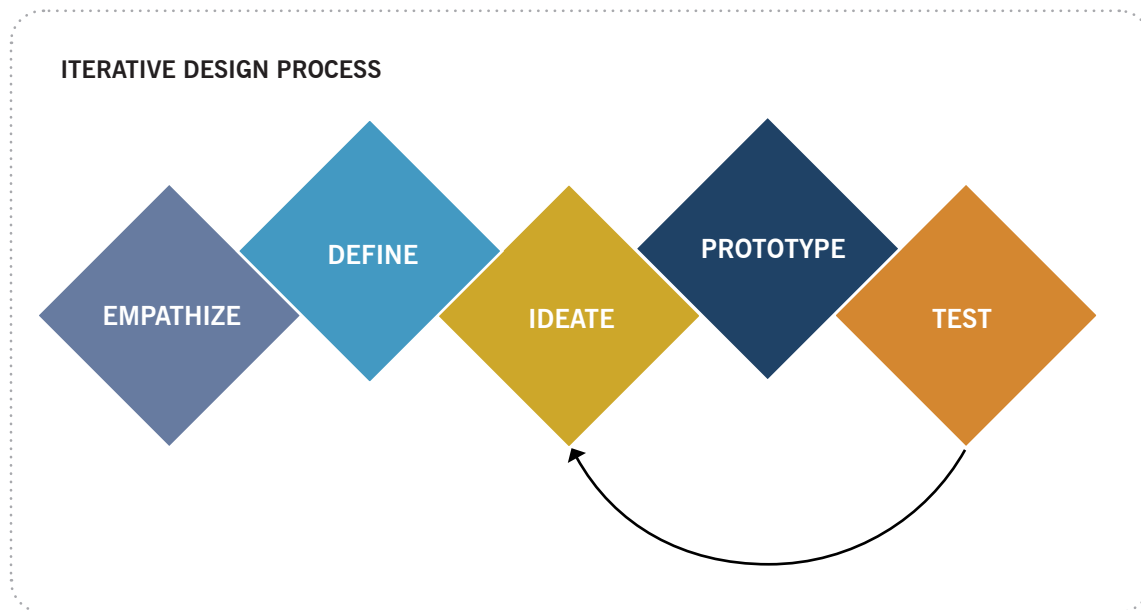 ITERATIVE DESIGN PROCESS
EMPATHIZE
DEFINE
IDEATE
PROTOTYPE
TEST